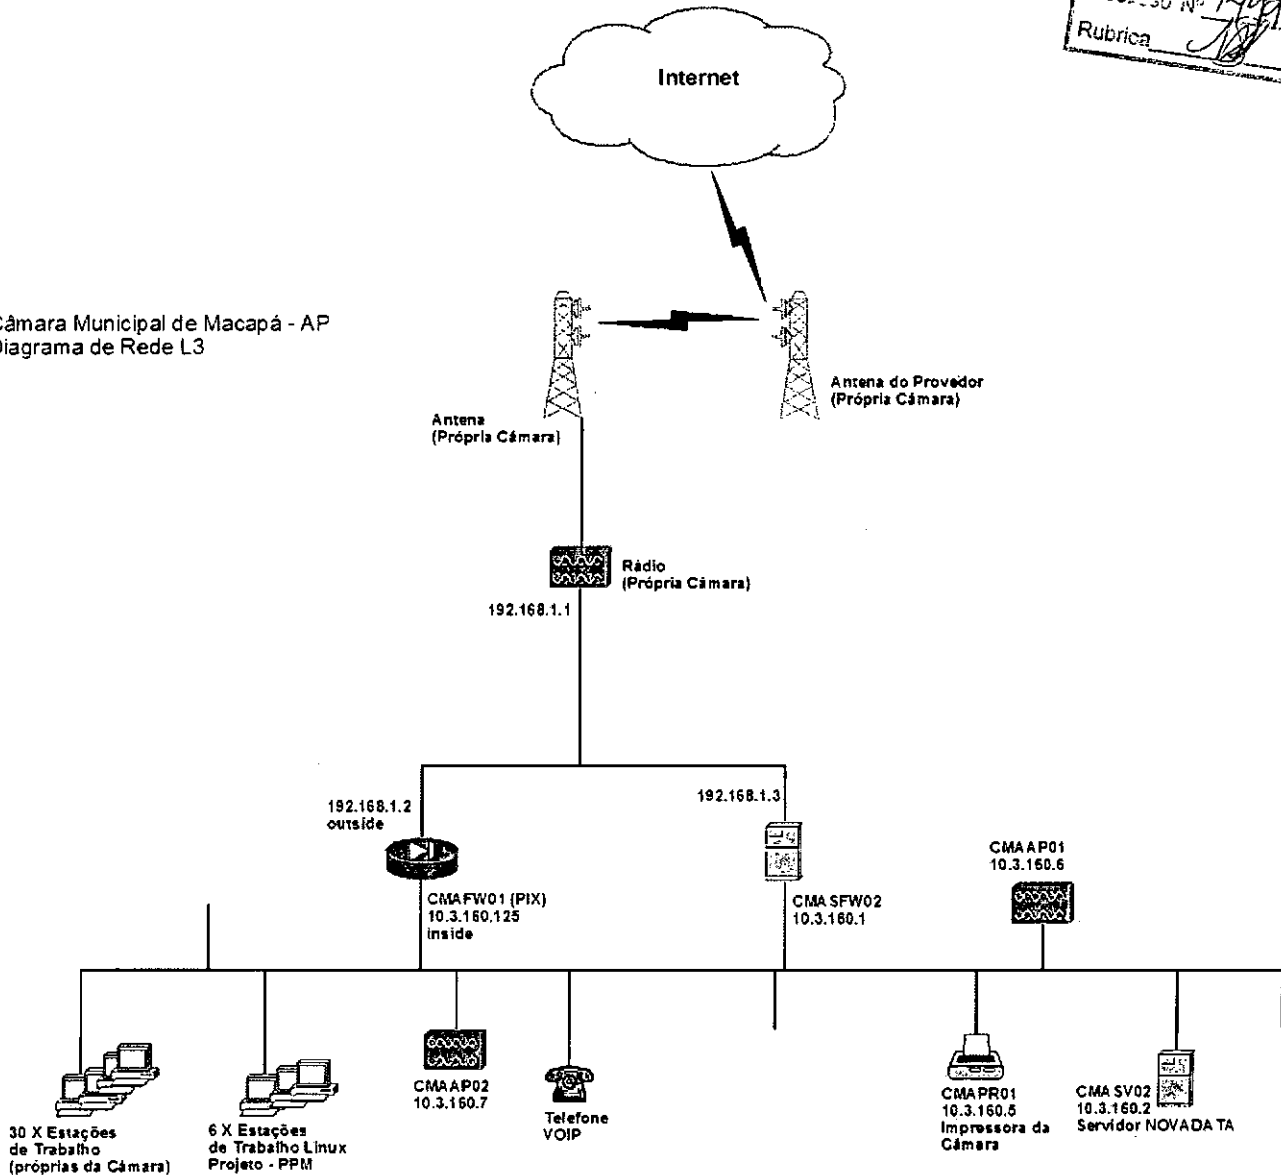 Nº
Rubrica
Internet
Câmara Municipal de Macapá - AP
Diagrama de Rede L3
Antena do Provedor
(Própria Câmara)
Antena
(Própria Câmara)
Rádio
(Própria Câmara)
192.168.1.1
192.168.1.2
outside
192.168.1.3
CMAFW01 (PIX)
10.3.160.125
inside
CMASFW02
10.3.160.1
CMAAP01
10.3.160.6
30 X Estações
de Trabalho
(próprias da Câmara)
6 X Estações
de Trabalho Linux
Projeto - PPM
CMAAP02
10.3.160.7
Telefone
VOIP
CMAPR01
10.3.160.5
Impressora da
Câmara
CMASV02
10.3.160.2
Servidor NOVADATA